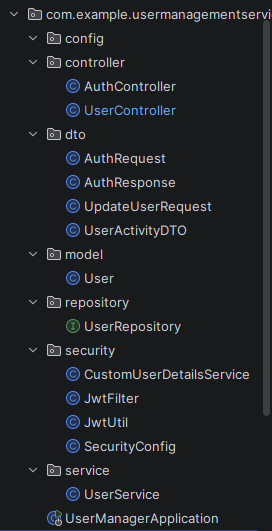 com.example.usermanagementservi
config
controller
AuthController
UserController
dto
AuthRequest
AuthResponse
UpdateUserRequest
UserActivityDTO
model
User
repository
UserRepository
security
CustomUserDetailsService
JwtFilter
JwtUtil
SecurityConfig
service
UserService
UserManagerApplication